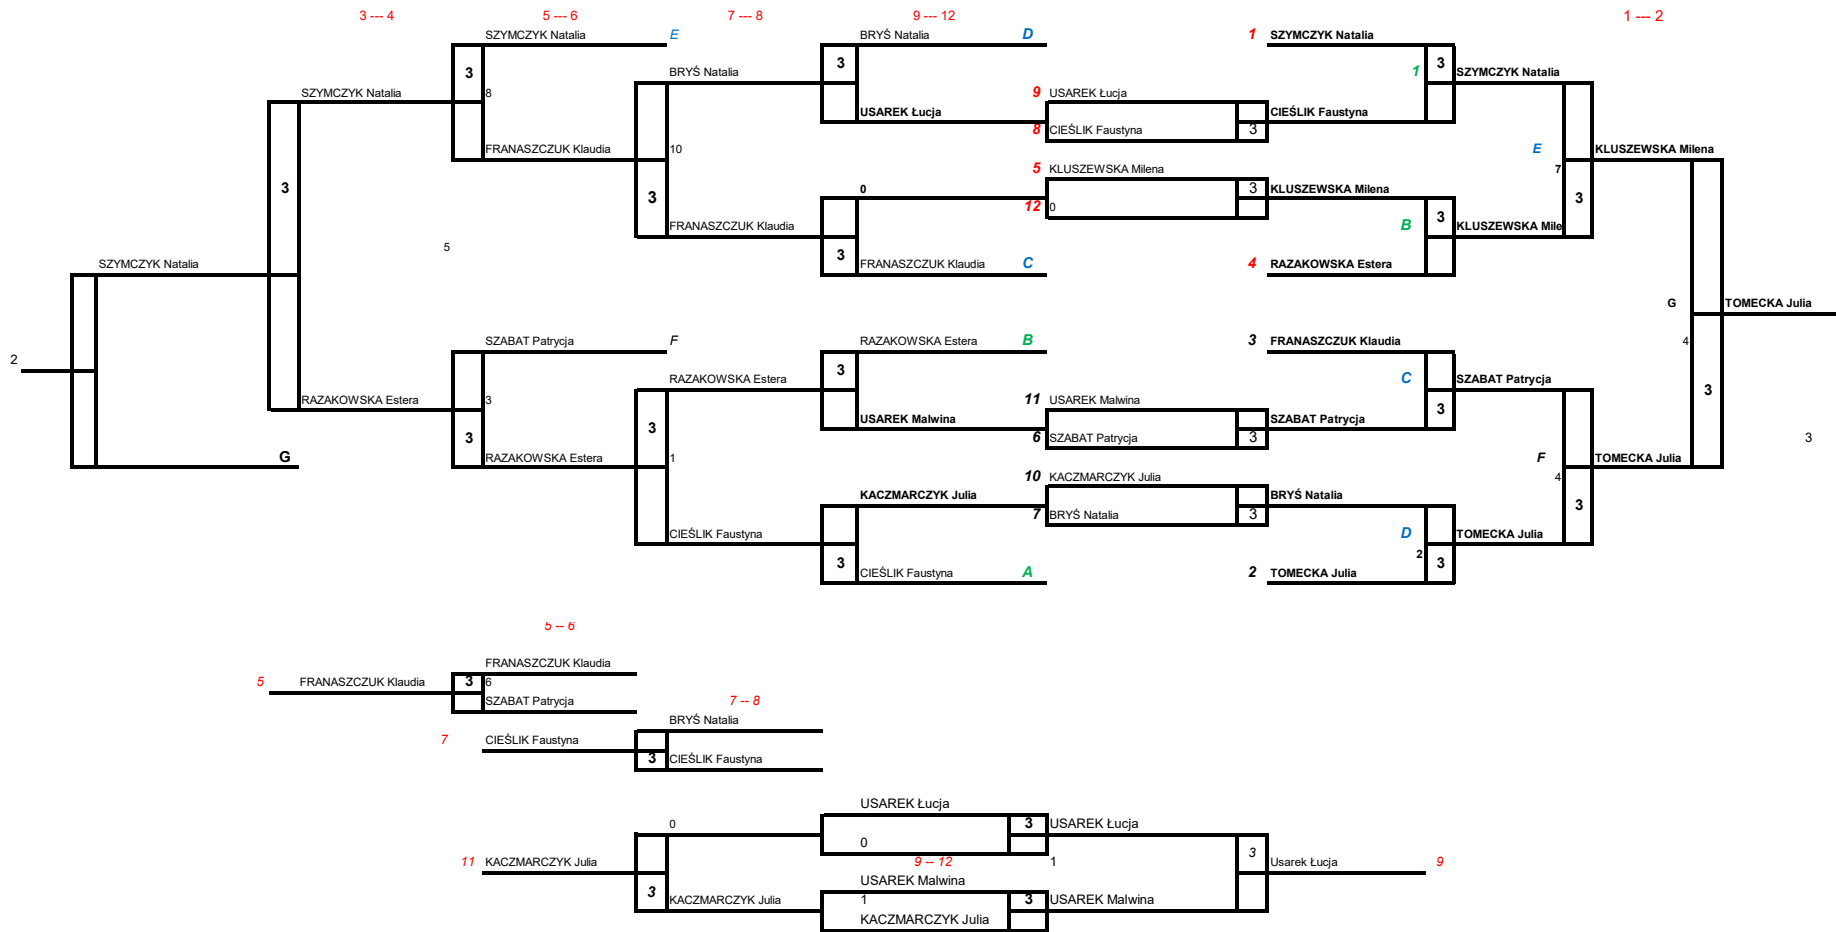 3 --- 4 5 --- 6 7 --- 8 9 --- 12 1 --- 2
SZYMCZYK Natalia E BRYŚ Natalia D 1 SZYMCZYK Natalia
3 BRYŚ Natalia 3 1 3 SZYMCZYK Natalia
SZYMCZYK Natalia 8 9 USAREK Łucja
USAREK Łucja CIEŚLIK Faustyna
8 CIEŚLIK Faustyna 3
FRANASZCZUK Klaudia 10 E KLUSZEWSKA Milena
5 KLUSZEWSKA Milena 7
3 3 0 3 KLUSZEWSKA Milena 3
12 0
FRANASZCZUK Klaudia B 3 KLUSZEWSKA Mile
5 3
SZYMCZYK Natalia FRANASZCZUK Klaudia C 4 RAZAKOWSKA Estera
G TOMECKA Julia
SZABAT Patrycja F RAZAKOWSKA Estera B 3 FRANASZCZUK Klaudia 4
2 3
RAZAKOWSKA Estera C SZABAT Patrycja
3
RAZAKOWSKA Estera 3 11 USAREK Malwina 3
USAREK Malwina SZABAT Patrycja
3 3 6 SZABAT Patrycja 3 3
G RAZAKOWSKA Estera 1 F TOMECKA Julia
10 KACZMARCZYK Julia 4
KACZMARCZYK Julia BRYŚ Natalia 3
7 BRYŚ Natalia 3
CIEŚLIK Faustyna D TOMECKA Julia
2
3 3
CIEŚLIK Faustyna A 2 TOMECKA Julia
5 -- 6
FRANASZCZUK Klaudia
5 FRANASZCZUK Klaudia 3 6
SZABAT Patrycja 7 -- 8
BRYŚ Natalia
7 CIEŚLIK Faustyna
3 CIEŚLIK Faustyna
USAREK Łucja
0 3 USAREK Łucja
0
11 KACZMARCZYK Julia 9 -- 12 1 3 Usarek Łucja 9
USAREK Malwina
3 KACZMARCZYK Julia 1 3 USAREK Malwina
KACZMARCZYK Julia